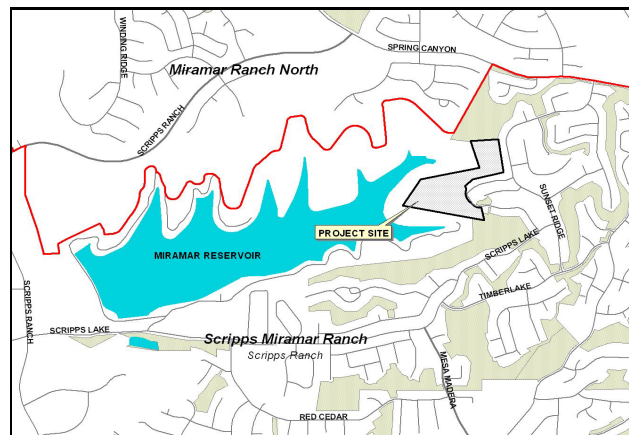 WINDING RIDGE
SPRING CANYON
Miramar Ranch North
SCRIPPS RANCH
SUNSET RIDGE
PROJECT SITE
MIRAMAR RESERVOIR
SCRIPPS LAKE
TIMBERLAKE
SCRIPPS RANCH
SCRIPPS LAKE
Scripps Miramar Ranch
Scripps Ranch
MESA MADERA
RED CEDAR